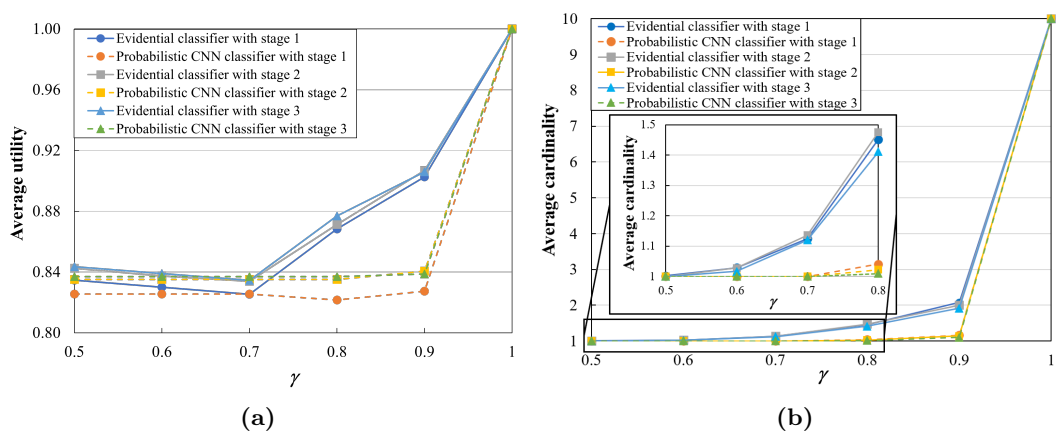 1.00
0.96
0.92
0.88
0.84
0.80
Average utility
Evidential classifier with stage 1
Probabilistic CNN classifier with stage 1
Evidential classifier with stage 2
Probabilistic CNN classifier with stage 2
Evidential classifier with stage 3
Probabilistic CNN classifier with stage 3
0.5 0.6 0.7 0.8 0.9 1
γ
(a)
10
9
8
7
6
5
4
3
2
1
Average cardinality
Evidential classifier with stage 1
Probabilistic CNN classifier with stage 1
Evidential classifier with stage 2
Probabilistic CNN classifier with stage 2
Evidential classifier with stage 3
Probabilistic CNN classifier with stage 3
1.5
1.4
1.3
1.2
1.1
1
Average cardinality
0.5 0.6 0.7 0.8
γ
0.5 0.6 0.7 0.8 0.9 1
γ
(b)